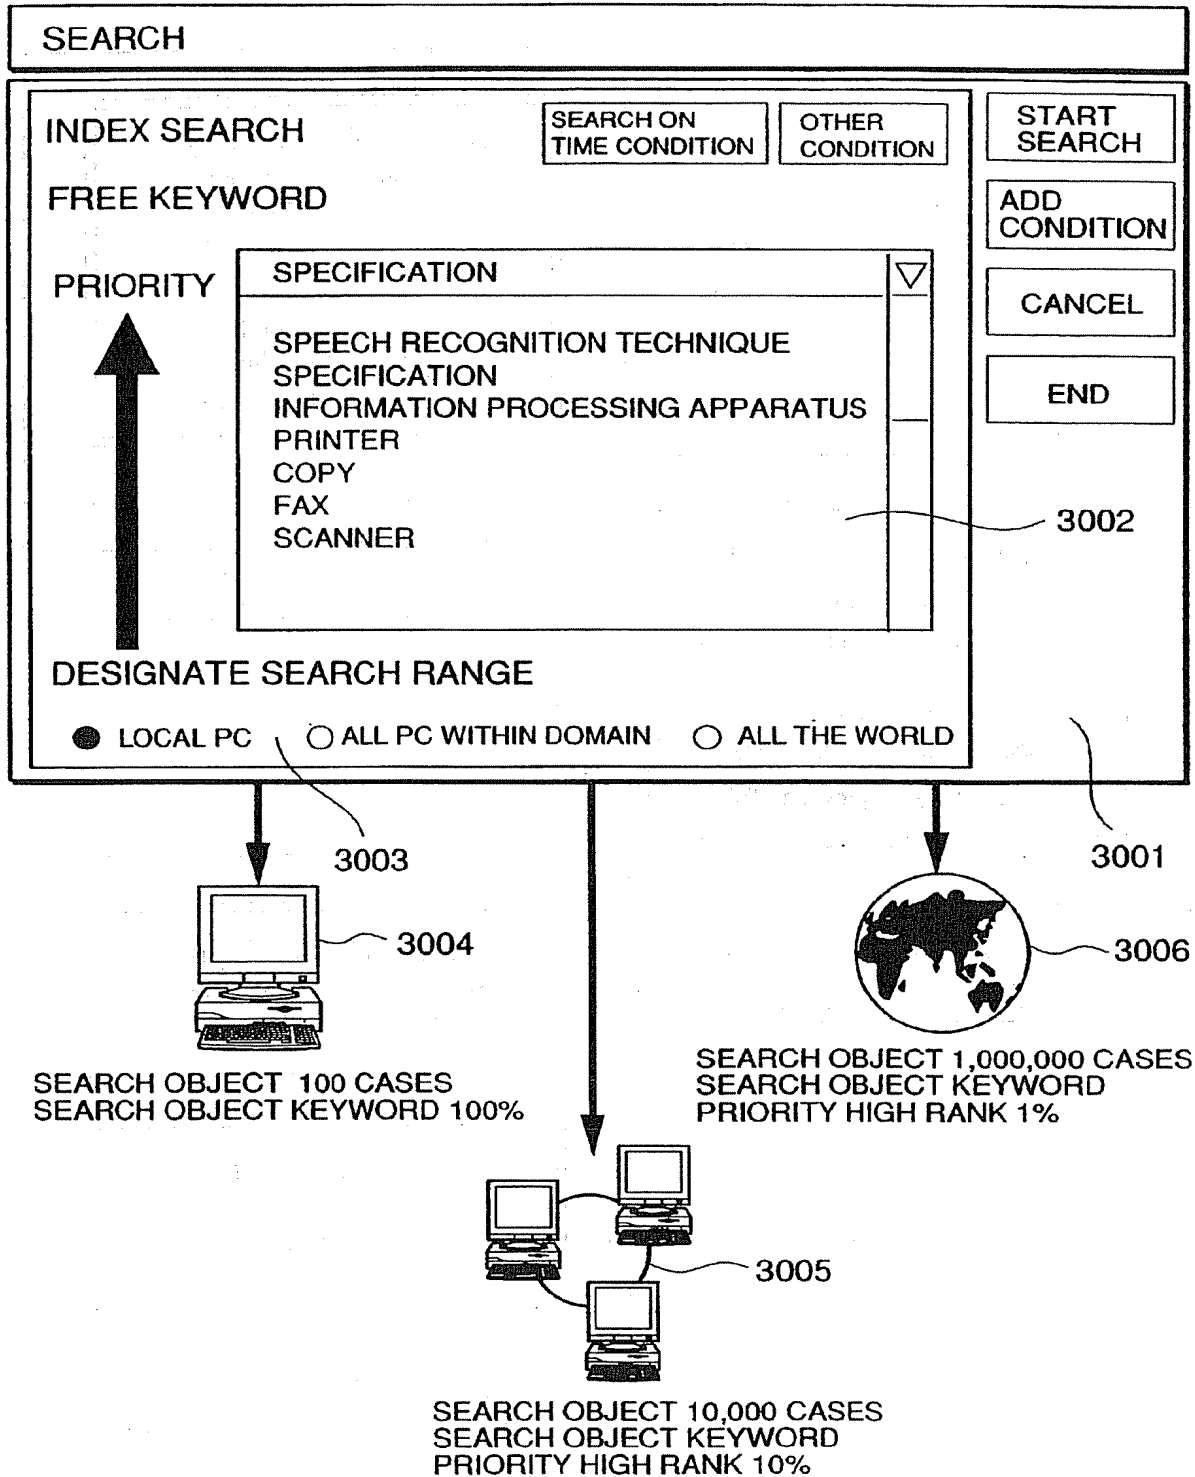 SEARCH
INDEX SEARCH
SEARCH ON
TIME CONDITION
OTHER
CONDITION
START
SEARCH
FREE KEYWORD
ADD
CONDITION
PRIORITY
SPECIFICATION
CANCEL
SPEECH RECOGNITION TECHNIQUE
SPECIFICATION
INFORMATION PROCESSING APPARATUS
PRINTER
COPY
FAX
SCANNER
END
3002
DESIGNATE SEARCH RANGE
LOCAL PC
ALL PC WITHIN DOMAIN
ALL THE WORLD
3003
3001
3004
3006
SEARCH OBJECT 100 CASES
SEARCH OBJECT KEYWORD 100%
SEARCH OBJECT 1,000,000 CASES
SEARCH OBJECT KEYWORD
PRIORITY HIGH RANK 1%
3005
SEARCH OBJECT 10,000 CASES
SEARCH OBJECT KEYWORD
PRIORITY HIGH RANK 10%